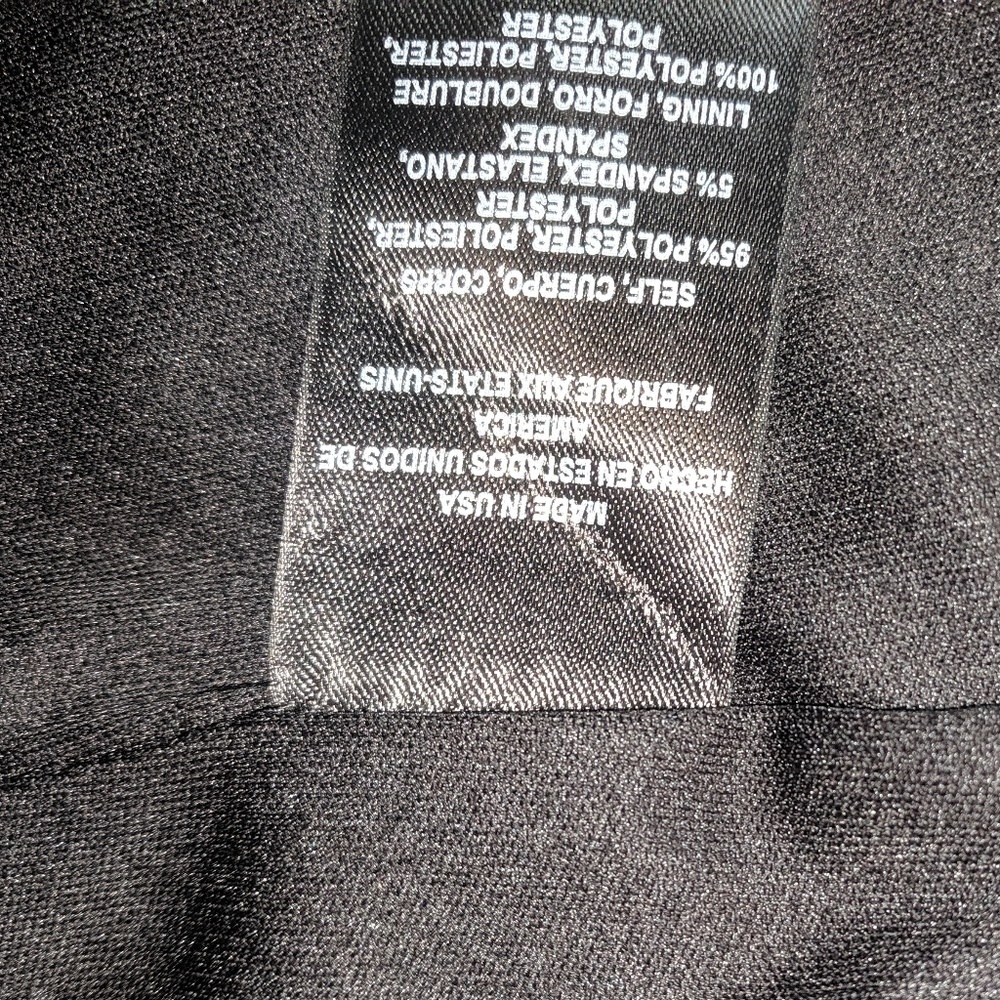 MADE IN USA
HECHO EN ESTADOS UNIDOS DE
AMERICA
FABRIQUE AUX ETATS-UNIS
SELF, CUERPO, CORPS
95% POLYESTER, POLIESTER,
POLYESTER
5% SPANDEX, ELASTANO,
SPANDEX
LINING, FORRO, DOUBLURE
100% POLYESTER, POLIESTER,
POLYESTER